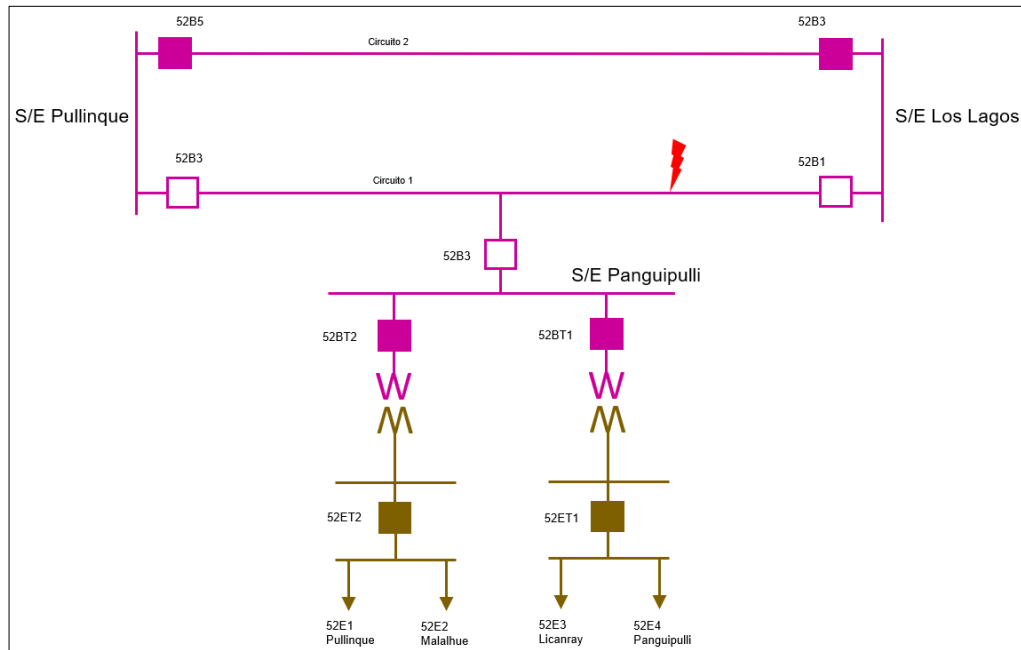 52B5
52B3
Circuito 2
S/E Pullinque
S/E Los Lagos
52B3
52B1
Circuito 1
52B3
S/E Panguipulli
52BT2
52BT1
52ET2
52ET1
52E1
Pullinque
52E2
Malalhue
52E3
Licanray
52E4
Panguipulli